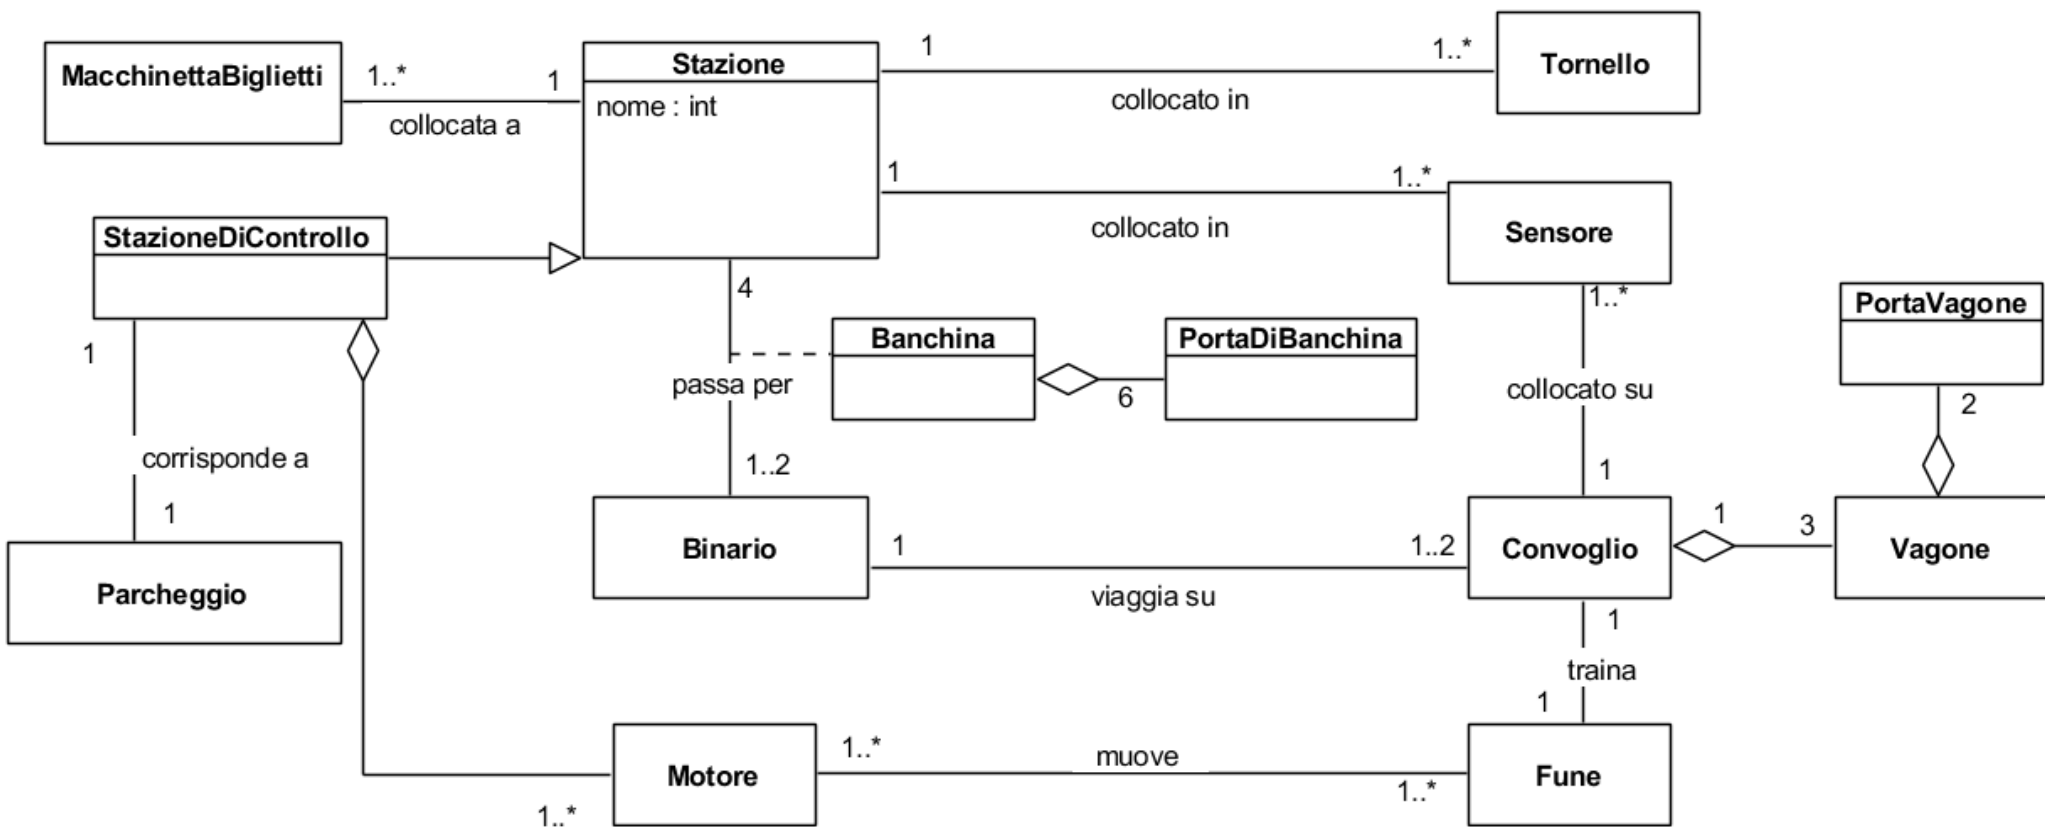 MacchinettaBiglietti
1..*
1
collocata a
Stazione
nome : int
1
1..*
collocato in
Tornello
1
1..*
collocato in
Sensore
StazioneDiControllo
4
Banchina
6
PortaDiBanchina
1..*
PortaVagone
2
1
corrisponde a
1
passa per
collocato su
1..2
1
Parcheggio
Binario
1
1..2
viaggia su
Convoglio
1
3
Vagone
1
traina
1
Motore
1..*
1..*
muove
1..*
Fune